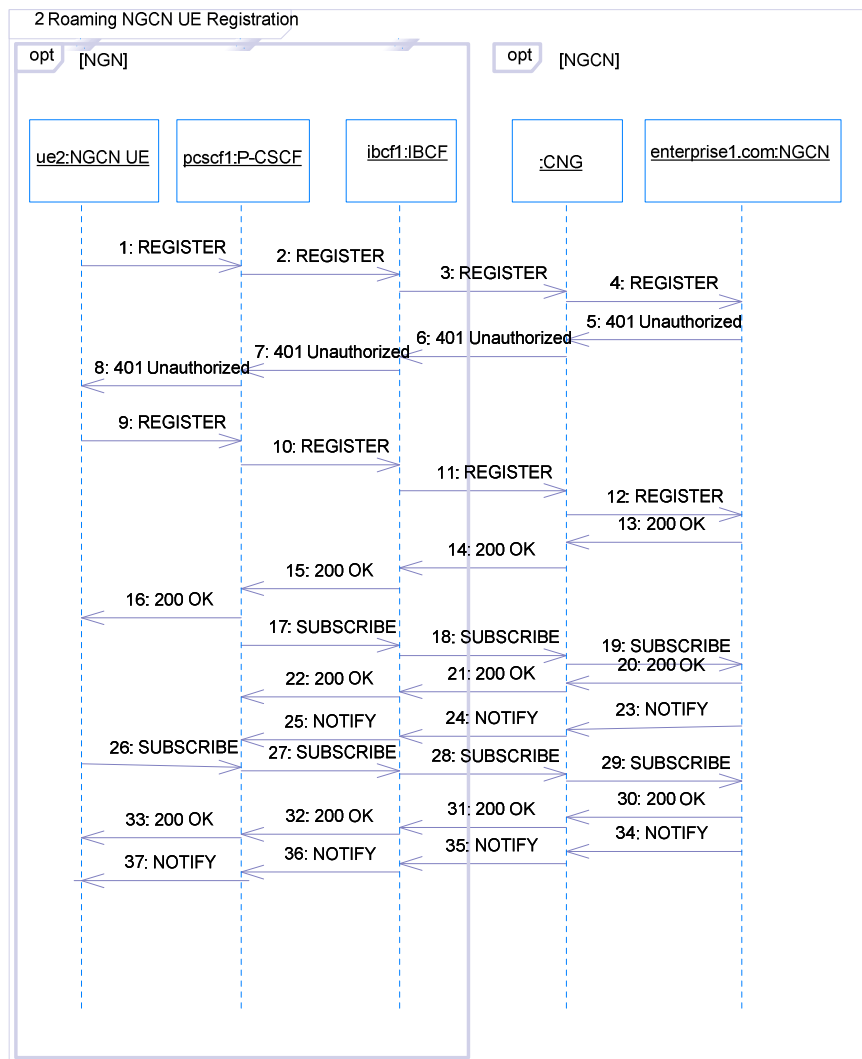 2 Roaming NGCN UE Registration
opt [NGN] opt [NGCN]
ue2:NGCN UE pcscf1:P-CSCF ibcf1:IBCF :CNG enterprise1.com:NGCN
1: REGISTER
2: REGISTER
3: REGISTER
4: REGISTER
5: 401 Unauthorized
6: 401 Unauthorized
7: 401 Unauthorized
8: 401 Unauthorized
9: REGISTER
10: REGISTER
11: REGISTER
12: REGISTER
13: 200 OK
14: 200 OK
15: 200 OK
16: 200 OK
17: SUBSCRIBE
18: SUBSCRIBE
19: SUBSCRIBE
20: 200 OK
21: 200 OK
22: 200 OK
23: NOTIFY
24: NOTIFY
25: NOTIFY
26: SUBSCRIBE
27: SUBSCRIBE
28: SUBSCRIBE
29: SUBSCRIBE
30: 200 OK
31: 200 OK
32: 200 OK
33: 200 OK
34: NOTIFY
35: NOTIFY
36: NOTIFY
37: NOTIFY